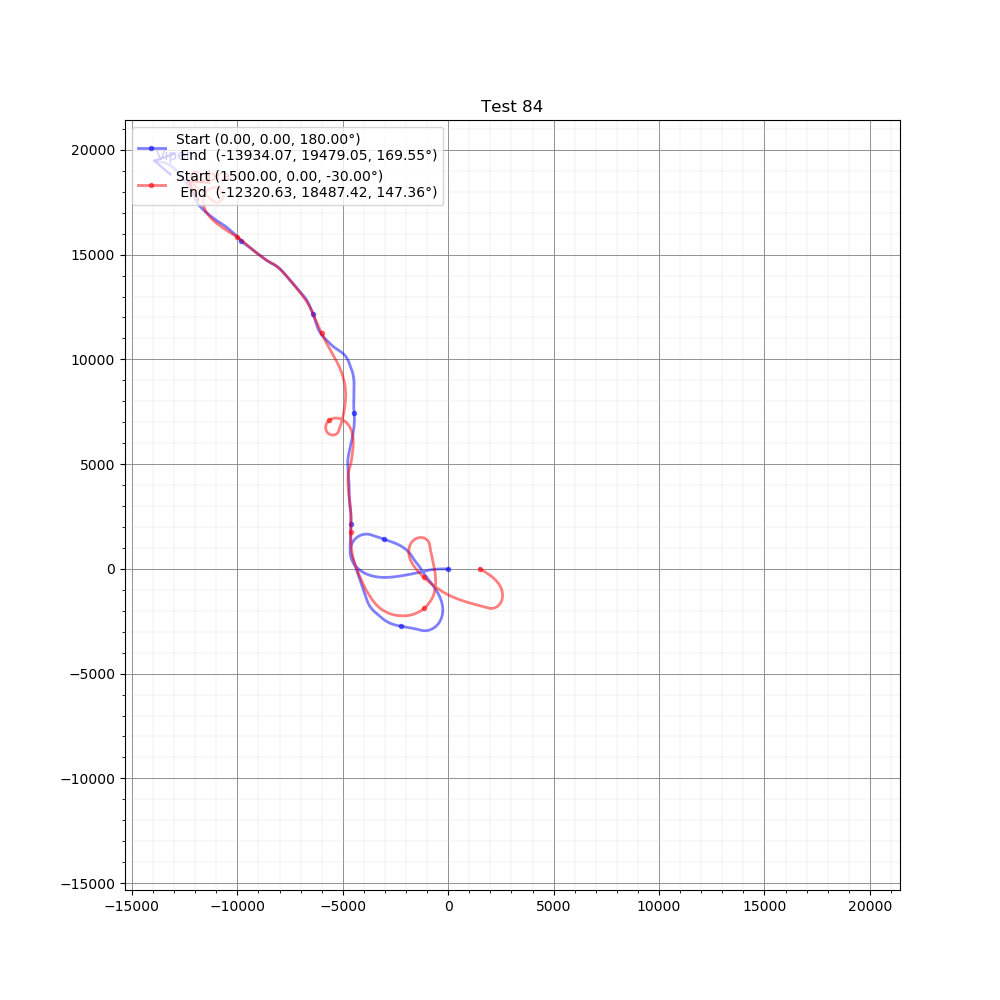 Test 84
Start (0.00, 0.00, 180.00°)
End (-13934.07, 19479.05, 169.55°)
Start (1500.00, 0.00, -30.00°)
End (-12320.63, 18487.42, 147.36°)
20000
15000
10000
5000
0
−5000
−10000
−15000
−15000 −10000 −5000 0 5000 10000 15000 20000